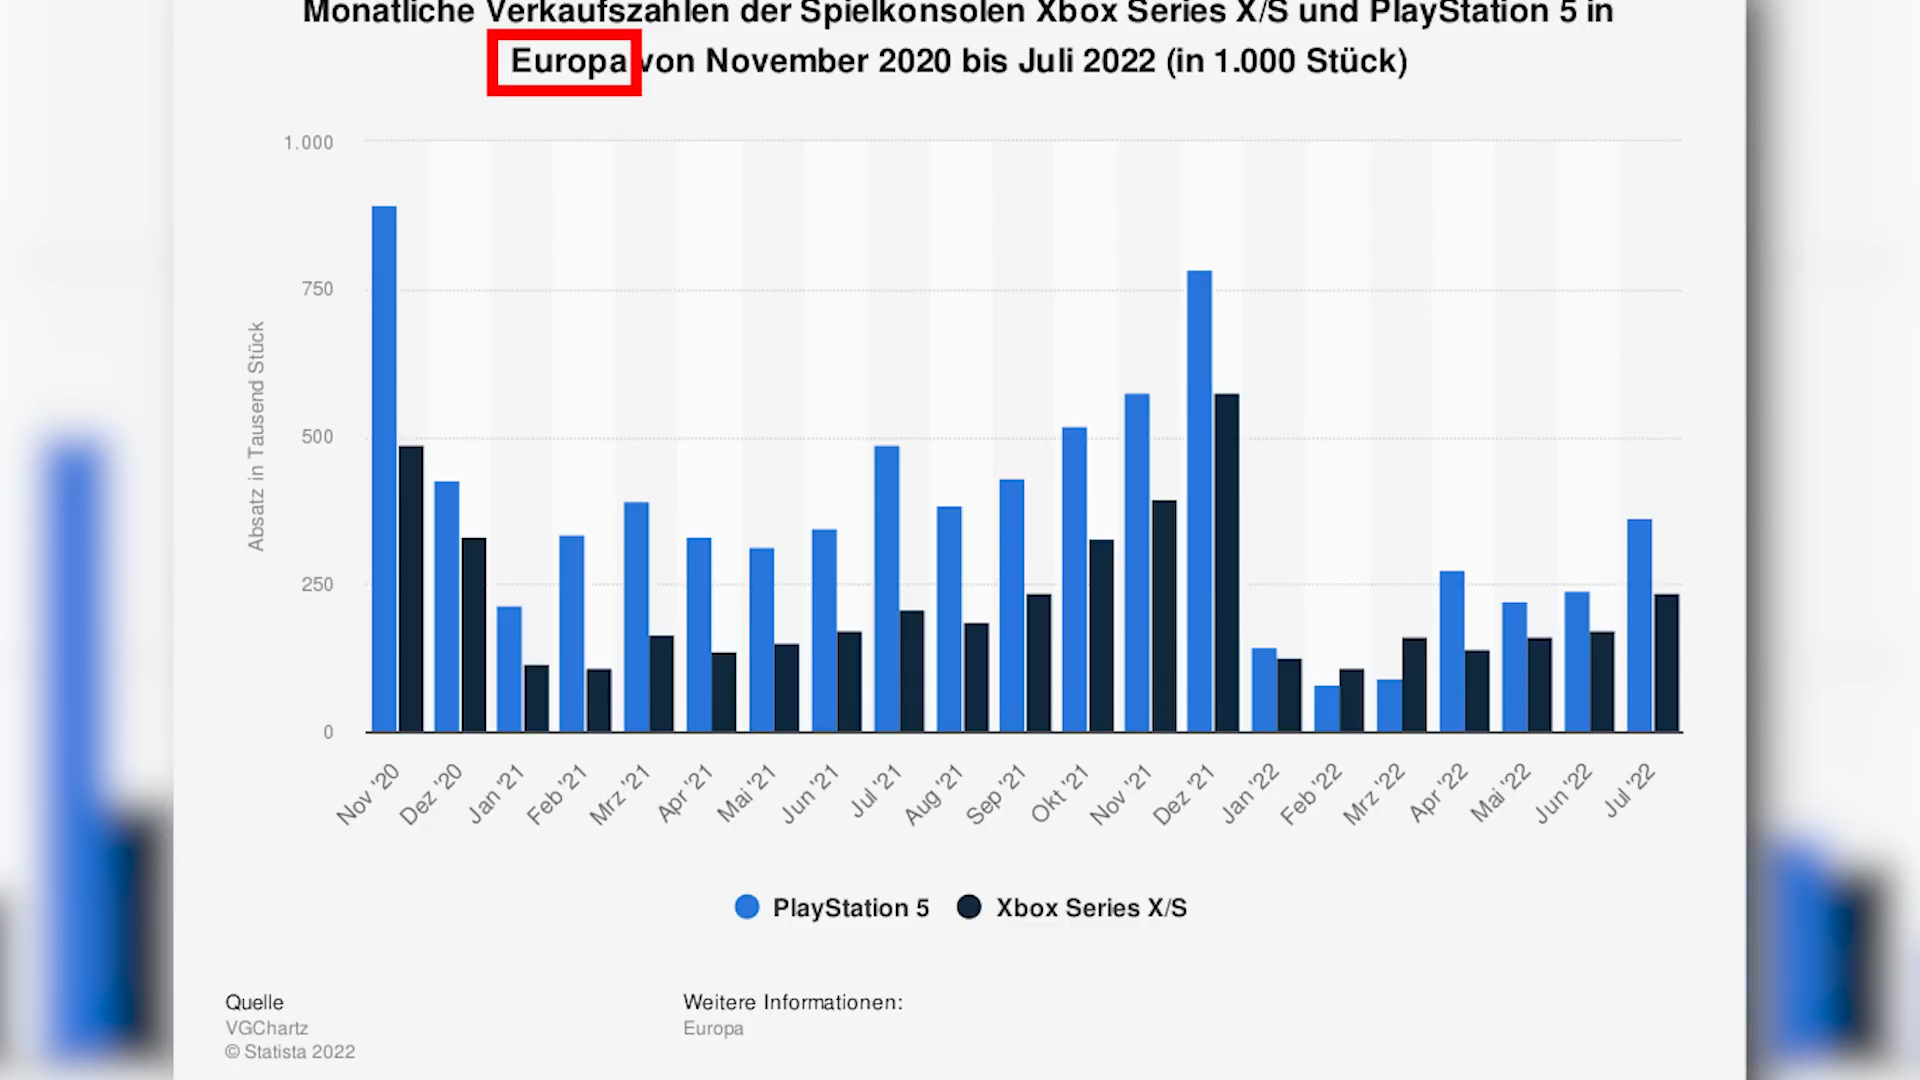 Monatliche Verkaufszahlen der Spielkonsolen Xbox Series X/S und PlayStation 5 in
Europa von November 2020 bis Juli 2022 (in 1.000 Stück)
1.000
750
500
250
0
Absatz in Tausend Stück
Nov '20
Dez '20
Jan '21
Feb '21
Mrz '21
Apr '21
Mai '21
Jun '21
Jul '21
Aug '21
Sep '21
Okt '21
Nov '21
Dez '21
Jan '22
Feb '22
Mrz '22
Apr '22
Mai '22
Jun '22
Jul '22
PlayStation 5
Xbox Series X/S
Quelle
VGChartz
© Statista 2022
Weitere Informationen:
Europa